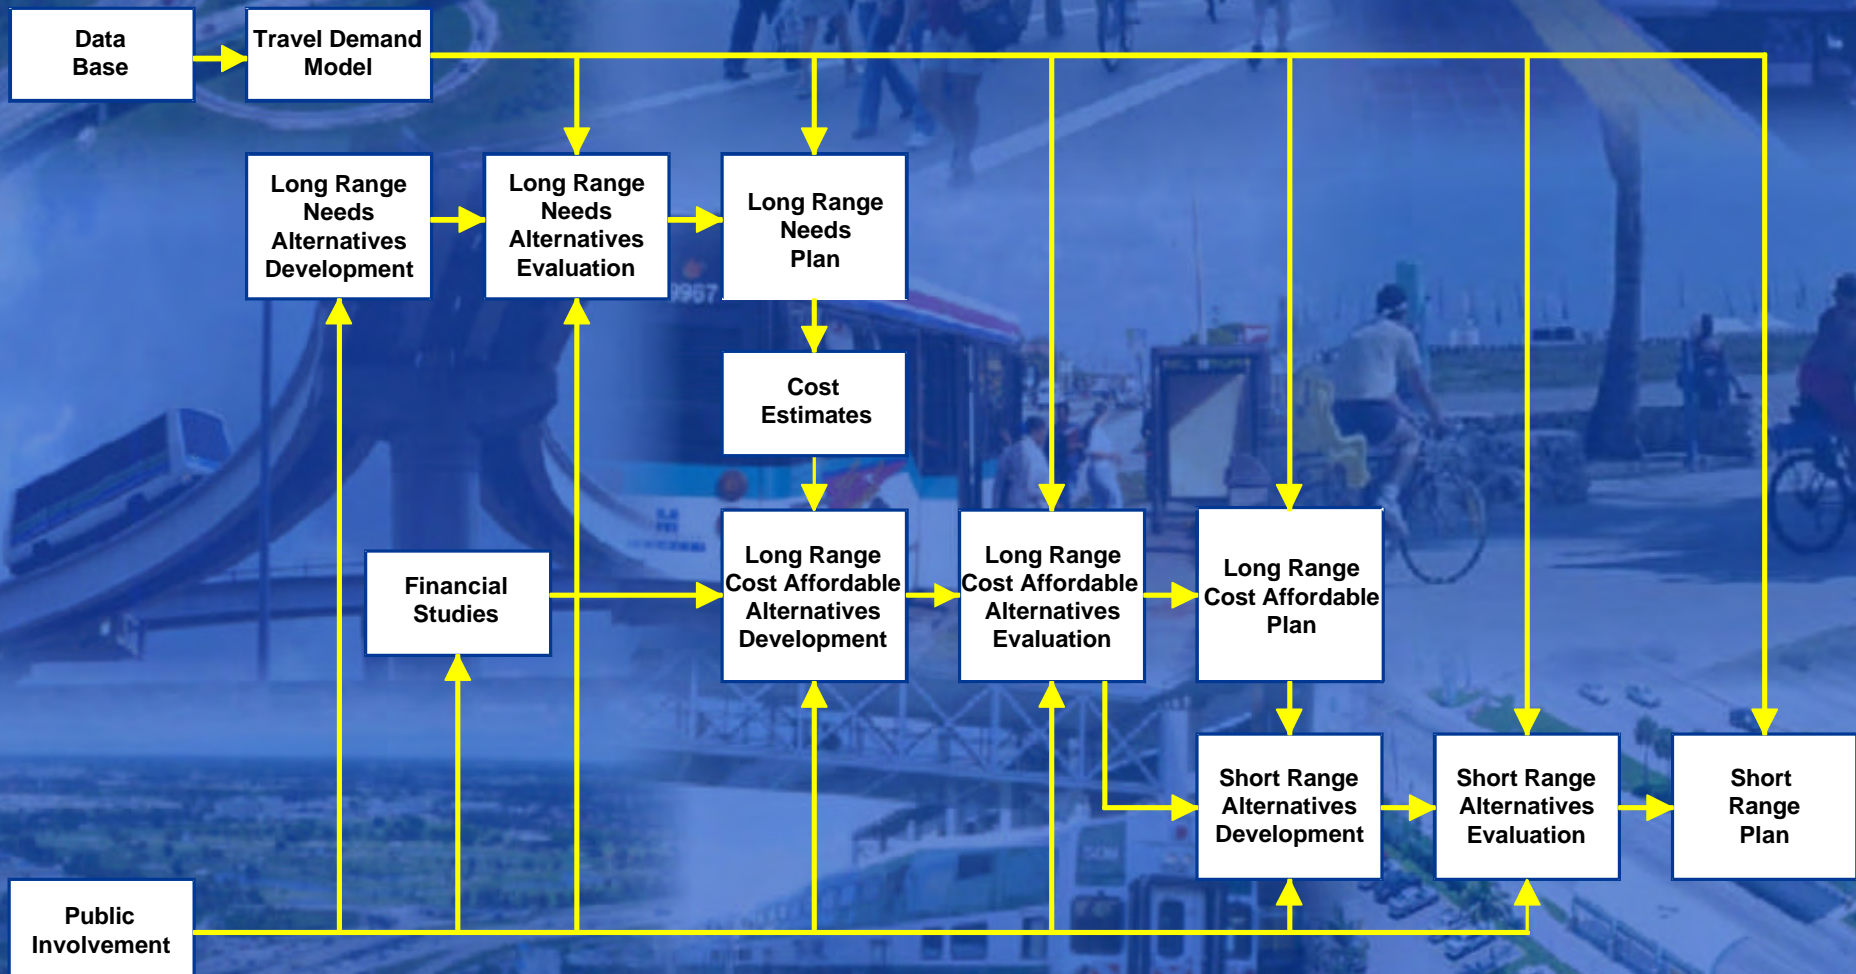 Data
Base
Travel Demand
Model
Long Range
Needs
Alternatives
Development
Long Range
Needs
Alternatives
Evaluation
Long Range
Needs
Plan
9967
Cost
Estimates
Financial
Studies
Long Range
Cost Affordable
Alternatives
Development
Long Range
Cost Affordable
Alternatives
Evaluation
Long Range
Cost Affordable
Plan
Short Range
Alternatives
Development
Short Range
Alternatives
Evaluation
Short
Range
Plan
Public
Involvement